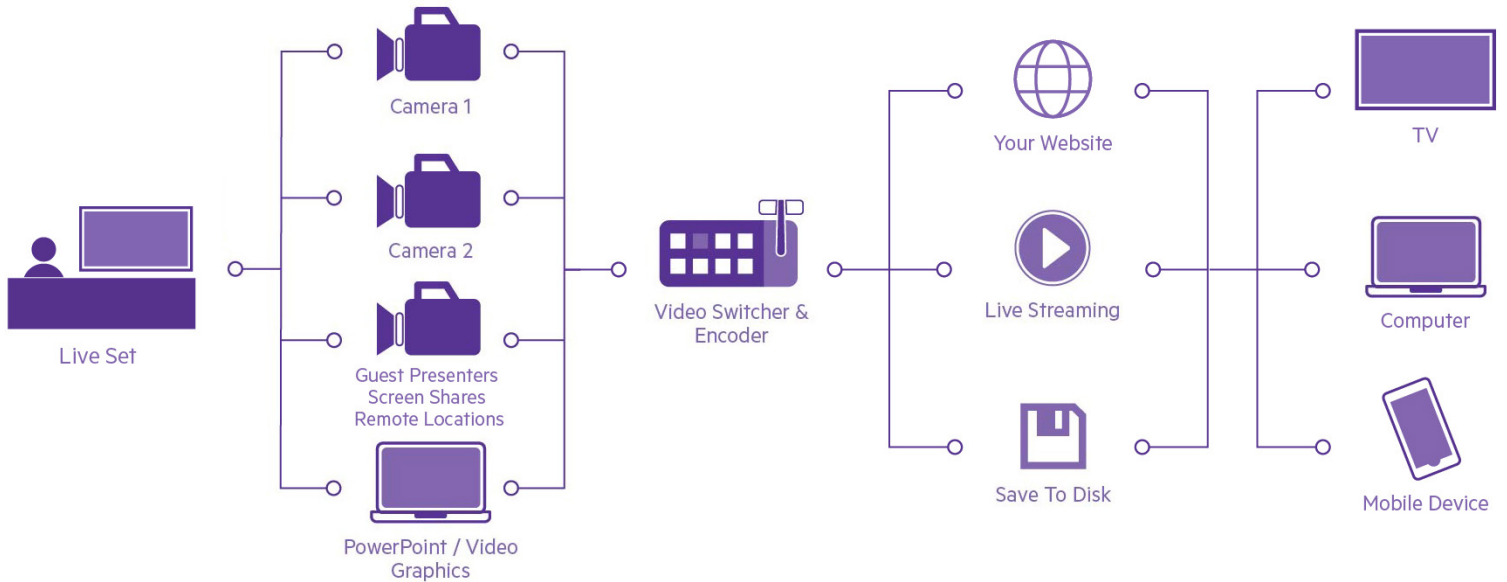 Live Set
Camera 1
Camera 2
Guest Presenters
Screen Shares
Remote Locations
PowerPoint / Video
Graphics
Video Switcher &
Encoder
Your Website
Live Streaming
Save To Disk
TV
Computer
Mobile Device